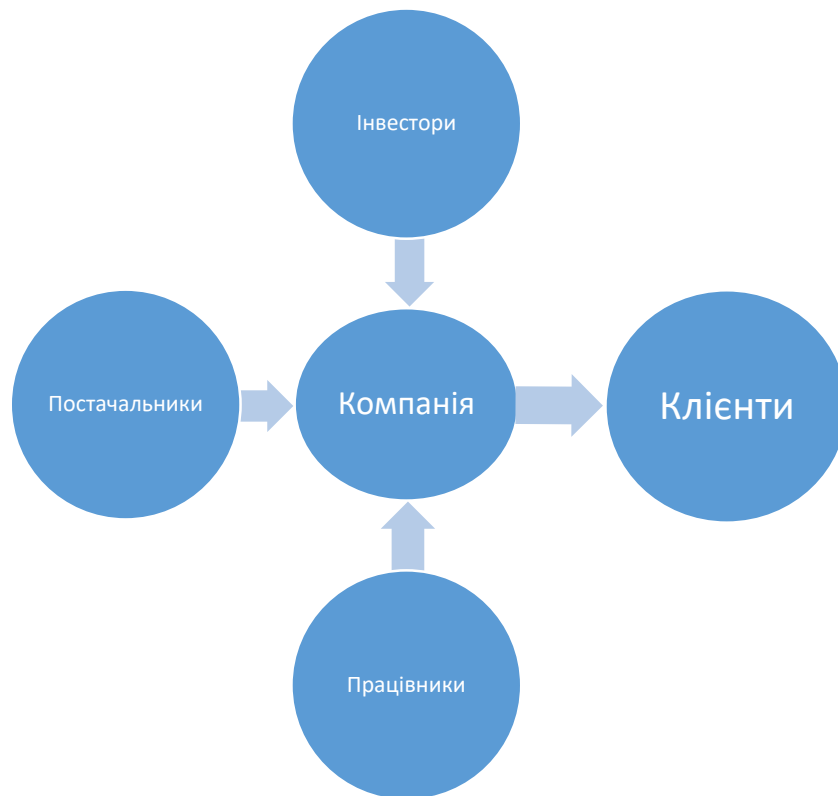 Інвестори
Постачальники
Компанія
Клієнти
Працівники